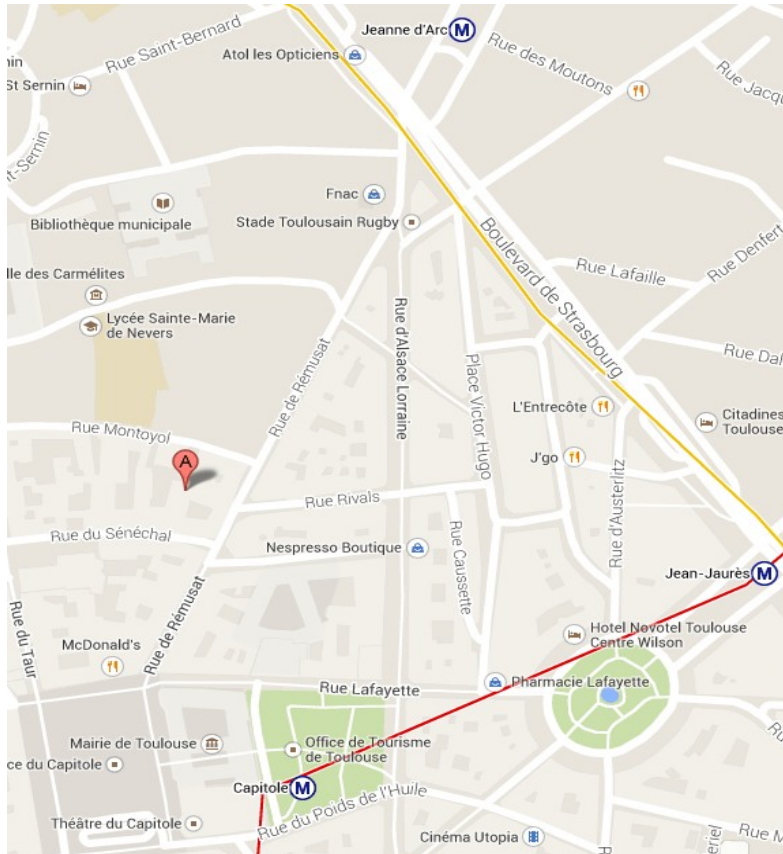 Jeanne d'Arc
M
Rue Saint-Bernard
Atol les Opticiens
Rue des Moutons
St Sernin
Fnac
Bibliothèque municipale
Stade Toulousain Rugby
Boulevard de Strasbourg
Rue Denfert
Rue Lafaille
lle des Carmélites
Lycée Sainte-Marie
de Nevers
Rue d'Alsace Lorraine
Place Victor Hugo
Rue de Rémusat
L'Entrecôte
Citadines
Toulouse
Rue Montoyol
A
J'go
Rue Rivals
Rue d'Austerlitz
Rue du Sénéchal
Nespresso Boutique
Rue Caussette
Jean-Jaurès
M
Rue du Taur
Rue de Rémusat
McDonald's
Hotel Novotel Toulouse
Centre Wilson
Rue Lafayette
Pharmacie Lafayette
Mairie de Toulouse
Office de Tourisme
de Toulouse
ce du Capitole
Capitole
M
Rue du Poids de l'Huile
Théâtre du Capitole
Cinéma Utopia